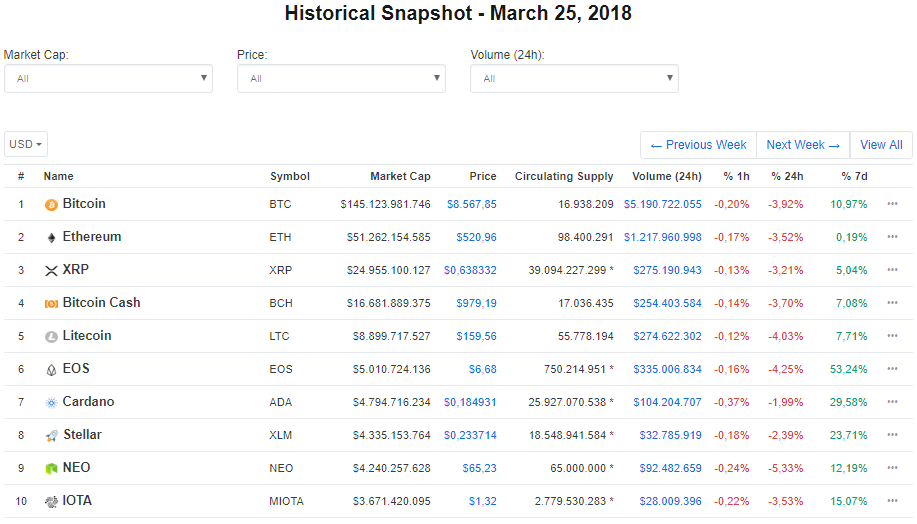 Historical Snapshot - March 25, 2018
Market Cap: Price: Volume (24h):
All All All
USD ← Previous Week Next Week → View All
# Name Symbol Market Cap Price Circulating Supply Volume (24h) % 1h % 24h % 7d
1 Bitcoin BTC $145.123.981.746 $8.567,85 16.938.209 $5.190.722.055 -0,20% -3,92% 10,97% ···
2 Ethereum ETH $51.262.154.585 $520,96 98.400.291 $1.217.960.998 -0,17% -3,52% 0,19% ···
3 XRP XRP $24.955.100.127 $0,638332 39.094.227.299 * $275.190.943 -0,13% -3,21% 5,04% ···
4 Bitcoin Cash BCH $16.681.889.375 $979,19 17.036.435 $254.403.584 -0,14% -3,70% 7,08% ···
5 Litecoin LTC $8.899.717.527 $159,56 55.778.194 $274.622.302 -0,12% -4,03% 7,71% ···
6 EOS EOS $5.010.724.136 $6,68 750.214.951 * $335.006.834 -0,16% -4,25% 53,24% ···
7 Cardano ADA $4.794.716.234 $0,184931 25.927.070.538 * $104.204.707 -0,37% -1,99% 29,58% ···
8 Stellar XLM $4.335.153.764 $0,233714 18.548.941.584 * $32.785.919 -0,18% -2,39% 23,71% ···
9 NEO NEO $4.240.257.628 $65,23 65.000.000 * $92.482.659 -0,24% -5,33% 12,19% ···
10 IOTA MIOTA $3.671.420.095 $1,32 2.779.530.283 * $28.009.396 -0,22% -3,53% 15,07% ···